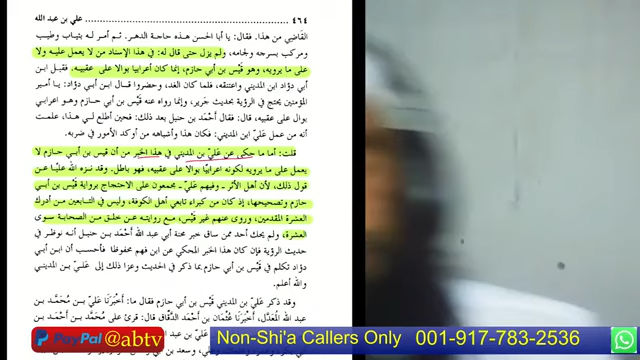 ٤٦٤ علي بن عبد الله
القاضي من هذا. فقال: يا أبا الحسن هذه حاجة الدهر. ثم أمر له بثياب وطيب
ومركب بسرجه ولجامه، ولم يزل حتى قال له: في هذا الإسناد من لا يعمل عليه ولا
على ما يرويه، وهو قيس بن أبي حازم، إنما كان أعرابيا بوالا على عقبيه. فقبل ابن
أبي دؤاد ابن المديني واعتنقه، فلما كان الغد، وحضروا قال ابن أبي دؤاد: يا أمير
المؤمنين يحتج في الرؤية بحديث جرير، وإنما رواه عنه قيس بن أبي حازم وهو أعرابي
بوال على عقبيه، قال: فقال أحمد بن حنبل بعد ذلك: فحين أطلع لي هذا، علمت
أنه من عمل علي ابن المديني: فكان هذا وأشباهه من أوكد الأمور في ضربه.
قلت: أما ما حكي عن علي بن المديني في هذا الخبر من أن قيس بن أبي حازم لا
يعمل على ما يرويه لكونه أعرابيا بوالا على عقبيه، فهو باطل. وقد نزه الله عليا عن
قول ذلك، لأن أهل الأثر ـ وفيهم علي ـ مجمعون على الاحتجاج برواية قيس بن أبي
حازم وتصحيحها، إذ كان من كبراء تابعي أهل الكوفة، وليس في التابعين من أدرك
العشرة المقدمين، وروى عنهم غير قيس، مع روايته عن خلق من الصحابة سوى
العشرة، ولم يحك أحد ممن ساق خبر محنة أبي عبد الله أحمد بن حنبل أنه نوظر في
حديث الرؤية فإن كان هذا الخبر المحكي عن ابن فهم محفوظا فأحسب أن ابن أبي
دؤاد تكلم في قيس بن أبي حازم بما ذكر في الحديث: وعزا ذلك إلى علي بن المديني
والله أعلم.
وقد ذكر علي بن المديني قيس بن أبي حازم فقال ما: أخبرنا علي بن محمد بن
عبد الله المعدل، أخبرنا عثمان بن أحمد الدقاق قال: قرئ على محمد بن أحمد بن
PayPal @abtv Non-Shi'a Callers Only 001-917-783-2536